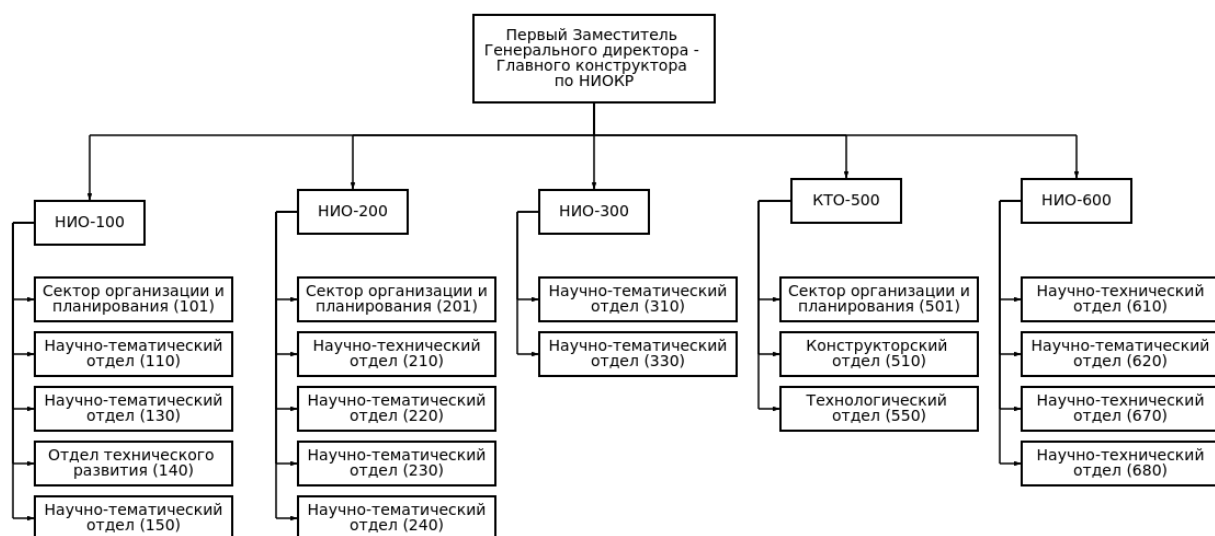 Первый Заместитель
Генерального директора -
Главного конструктора
по НИОКР
НИО-100
НИО-200
НИО-300
КТО-500
НИО-600
Сектор организации и
планирования (101)
Научно-тематический
отдел (110)
Научно-тематический
отдел (130)
Отдел технического
развития (140)
Научно-тематический
отдел (150)
Сектор организации и
планирования (201)
Научно-технический
отдел (210)
Научно-тематический
отдел (220)
Научно-тематический
отдел (230)
Научно-тематический
отдел (240)
Научно-тематический
отдел (310)
Научно-тематический
отдел (330)
Сектор организации и
планирования (501)
Конструкторский
отдел (510)
Технологический
отдел (550)
Научно-технический
отдел (610)
Научно-тематический
отдел (620)
Научно-технический
отдел (670)
Научно-технический
отдел (680)